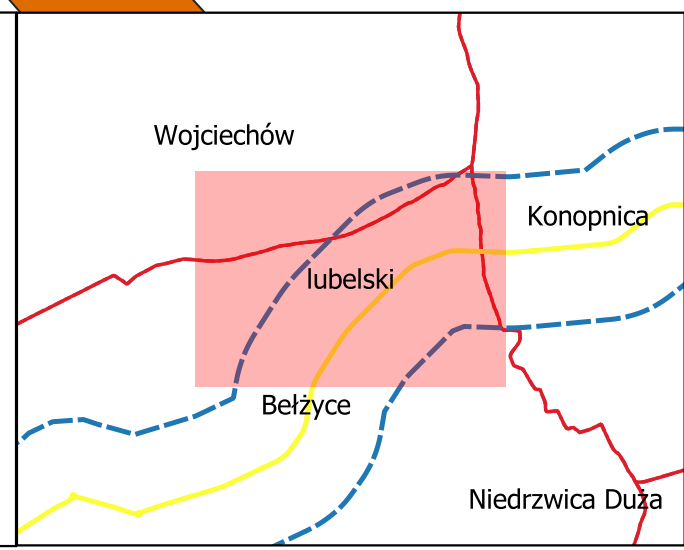 Wojciechów
Konopnica
lubelski
Bełżyce
Niedrzwica Duża